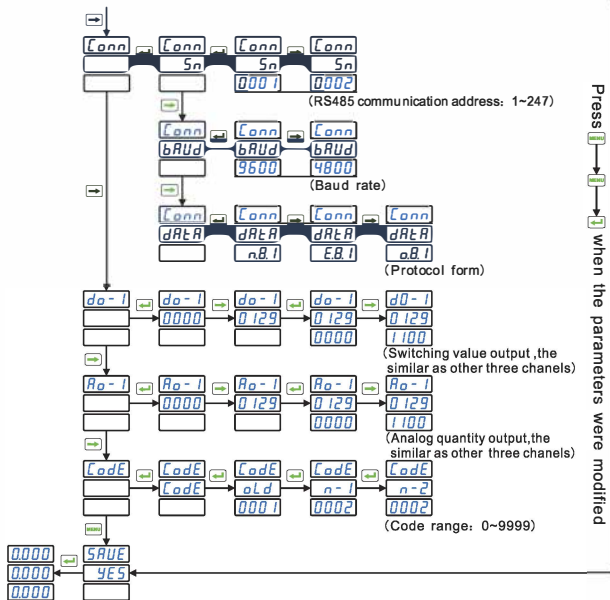 Conn Conn Conn Conn
Sn Sn Sn
0001 0002
(RS485 communication address: 1~247)
Conn Conn Conn
bAUd bAUd bAUd
9600 4800
(Baud rate)
Conn Conn Conn Conn
dAtA dAtA dAtA dAtA
n.8.1 E.8.1 o.8.1
(Protocol form)
do-1 do-1 do-1 do-1 dO-1
0000 0129 0129 0129
0000 1100
(Switching value output ,the
similar as other three chanels)
Ao-1 Ao-1 Ao-1 Ao-1 Ao-1
0000 0129 0129 0129
0000 1100
(Analog quantity output,the
similar as other three chanels)
CodE CodE CodE CodE CodE
CodE oLd n-1 n-2
0001 0002 0002
(Code range: 0~9999)
MENU
0.000 SAVE
0.000 YES
0.000
Press MENU MENU when the parameters were modified